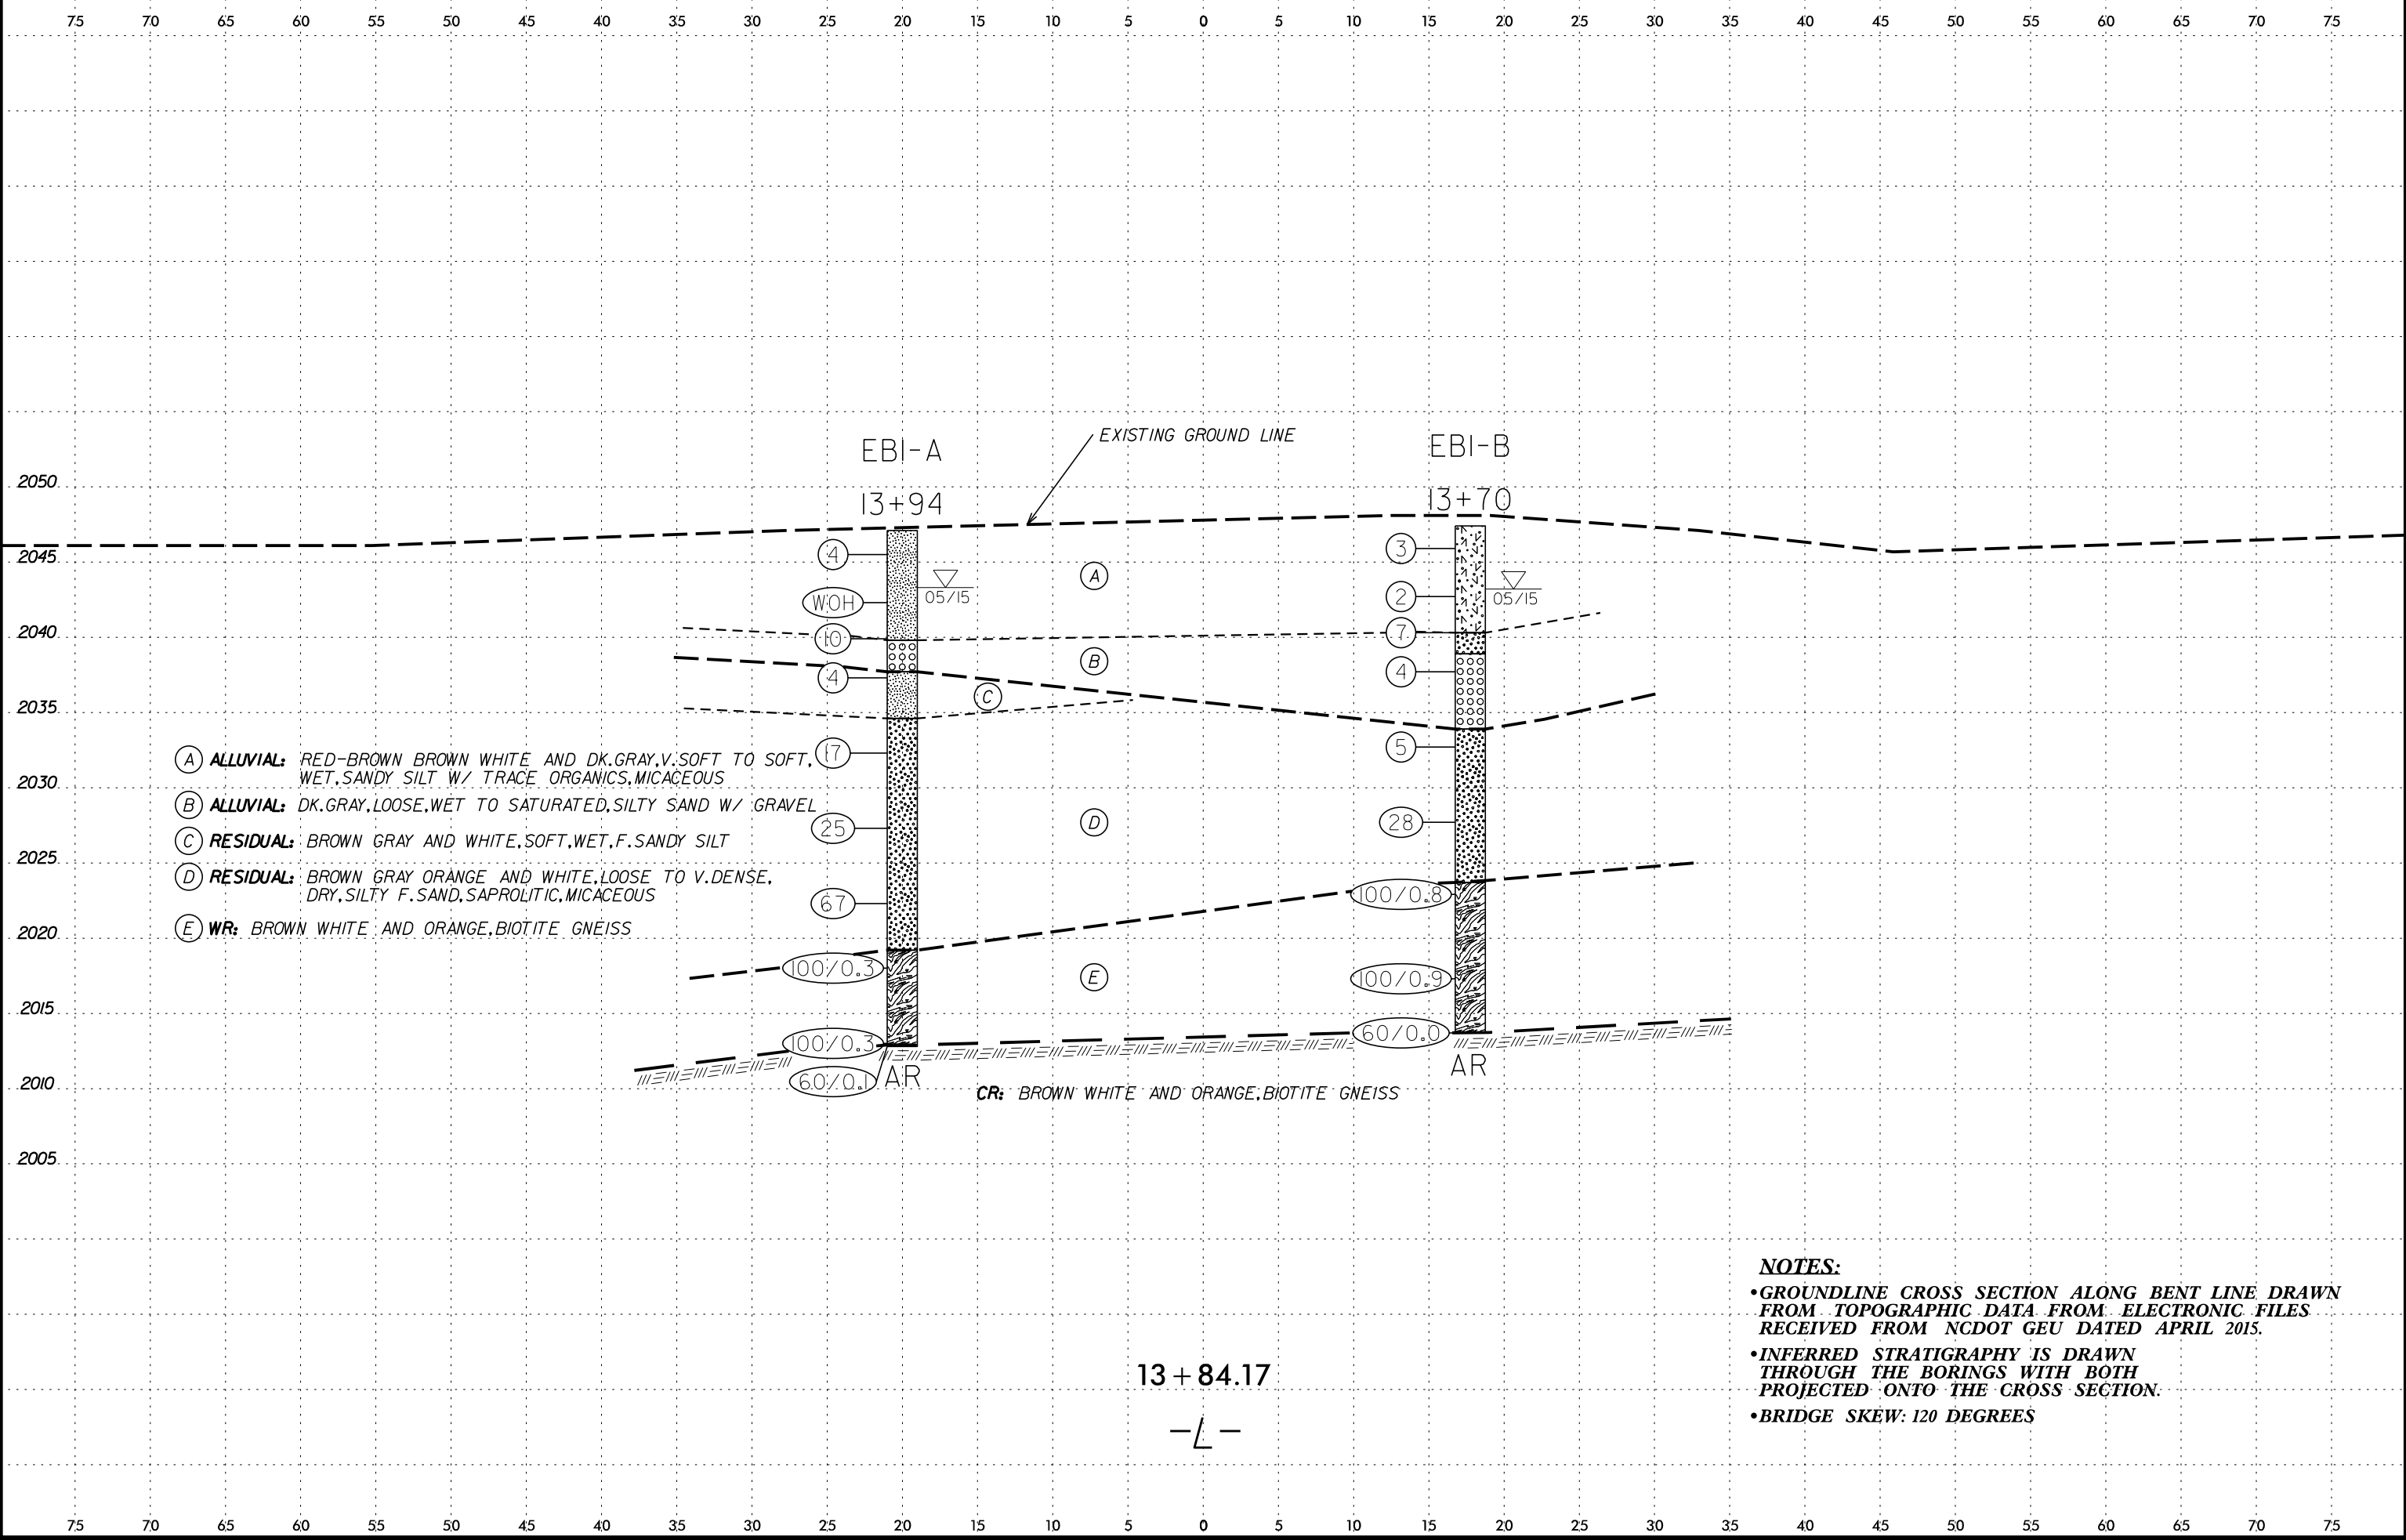 75 70 65 60 55 50 45 40 35 30 25 20 15 10 5 0 5 10 15 20 25 30 35 40 45 50 55 60 65 70 75
EXISTING GROUND LINE
EBI-A
EBI-B
2050
13+94
13+70
2045
4
3
A
05/15
05/15
WOH
2
2040
10
7
B
4
4
C
2035
17
5
A ALLUVIAL: RED-BROWN BROWN WHITE AND DK.GRAY,V.SOFT TO SOFT,
WET,SANDY SILT W/ TRACE ORGANICS,MICACEOUS
2030
B ALLUVIAL: DK.GRAY,LOOSE,WET TO SATURATED,SILTY SAND W/ GRAVEL
25
D
28
C RESIDUAL: BROWN GRAY AND WHITE,SOFT,WET,F.SANDY SILT
2025
D RESIDUAL: BROWN GRAY ORANGE AND WHITE,LOOSE TO V.DENSE,
DRY,SILTY F.SAND,SAPROLITIC,MICACEOUS
67
100/0.8
E WR: BROWN WHITE AND ORANGE,BIOTITE GNEISS
2020
100/0.3
E
100/0.9
2015
100/0.3
60/0.0
60/0.1
AR
AR
2010
CR: BROWN WHITE AND ORANGE,BIOTITE GNEISS
2005
NOTES:
•GROUNDLINE CROSS SECTION ALONG BENT LINE DRAWN
FROM TOPOGRAPHIC DATA FROM ELECTRONIC FILES
RECEIVED FROM NCDOT GEU DATED APRIL 2015.
•INFERRED STRATIGRAPHY IS DRAWN
THROUGH THE BORINGS WITH BOTH
PROJECTED ONTO THE CROSS SECTION.
•BRIDGE SKEW: 120 DEGREES
13+84.17
-L-
75 70 65 60 55 50 45 40 35 30 25 20 15 10 5 0 5 10 15 20 25 30 35 40 45 50 55 60 65 70 75